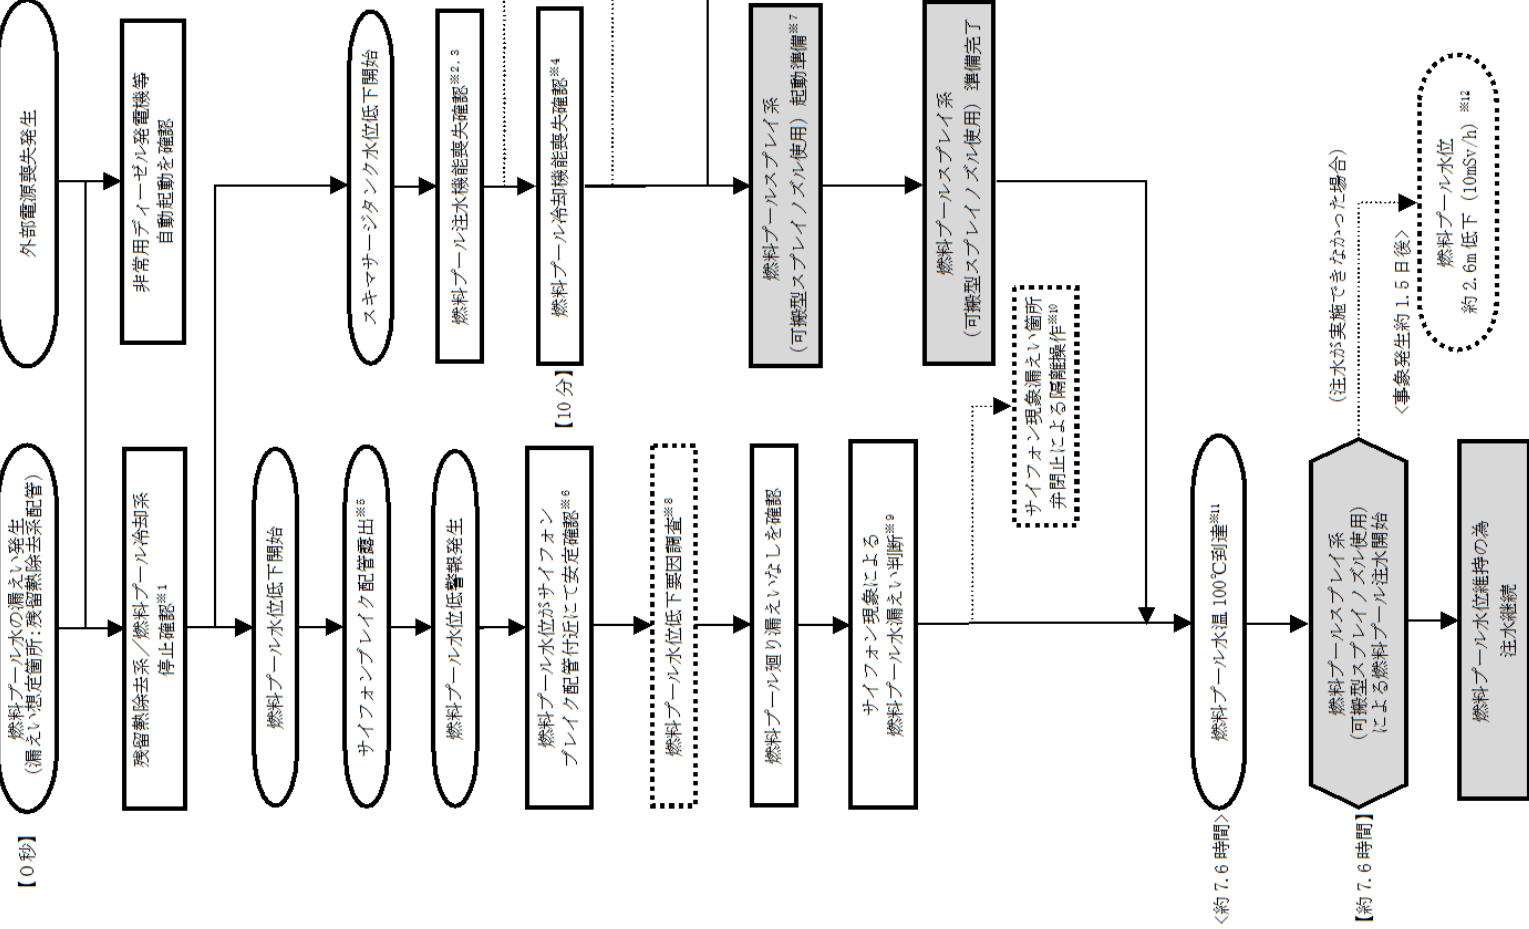 【0秒】
燃料プール水の漏えい発生
(漏えい想定箇所:残留熱除去系配管)
外部電源喪失発生
残留熱除去系/燃料プール冷却系
停止確認※1
非常用ディーゼル発電機等
自動起動を確認
燃料プール水位低下開始
サイフォンブレイク配管露出※5
スキマサージタンク水位低下開始
燃料プール水位低警報発生
燃料プール注水機能喪失確認※2,3
燃料プール水位がサイフォン
ブレイク配管付近にて安定確認※6
【10分】
燃料プール冷却機能喪失確認※4
燃料プール水位低下要因調査※8
燃料プール廻り漏えいなしを確認
燃料プールスプレイ系
(可搬型スプレイノズル使用)起動準備※7
サイフォン現象による
燃料プール水漏えい判断※9
燃料プールスプレイ系
(可搬型スプレイノズル使用)準備完了
サイフォン現象漏えい箇所
弁閉止による隔離操作※10
<約7.6時間>
燃料プール水温100℃到達※11
【約7.6時間】
燃料プールスプレイ系
(可搬型スプレイノズル使用)
による燃料プール注水開始
(注水が実施できなかった場合)
<事象発生約1.5日後>
燃料プール水位
約2.6m低下(10mSv/h)※12
燃料プール水位維持の為
注水継続